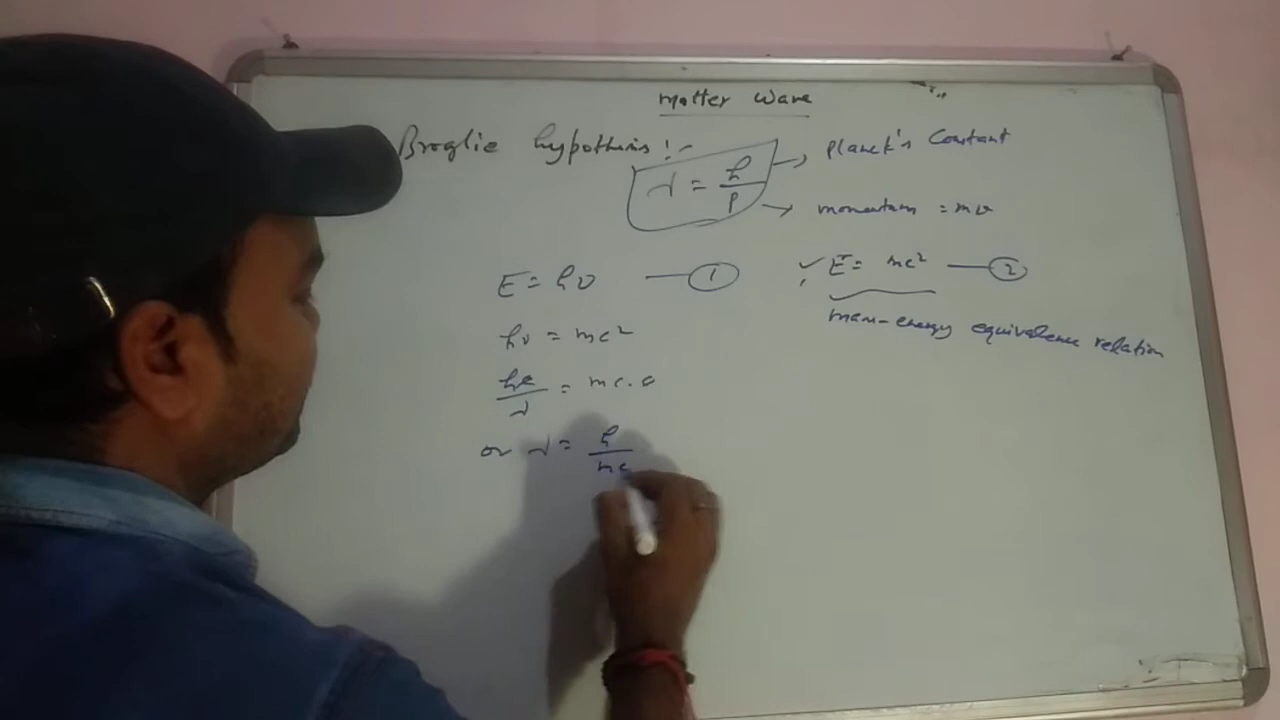 matter wave
Broglie hypothesis :-
λ = h/p
Planck's Constant
momentum = mv
E = hν — 1
E = mc² — 2
mass-energy equivalence relation
hν = mc²
hc/λ = mc.c
or λ = h/mc